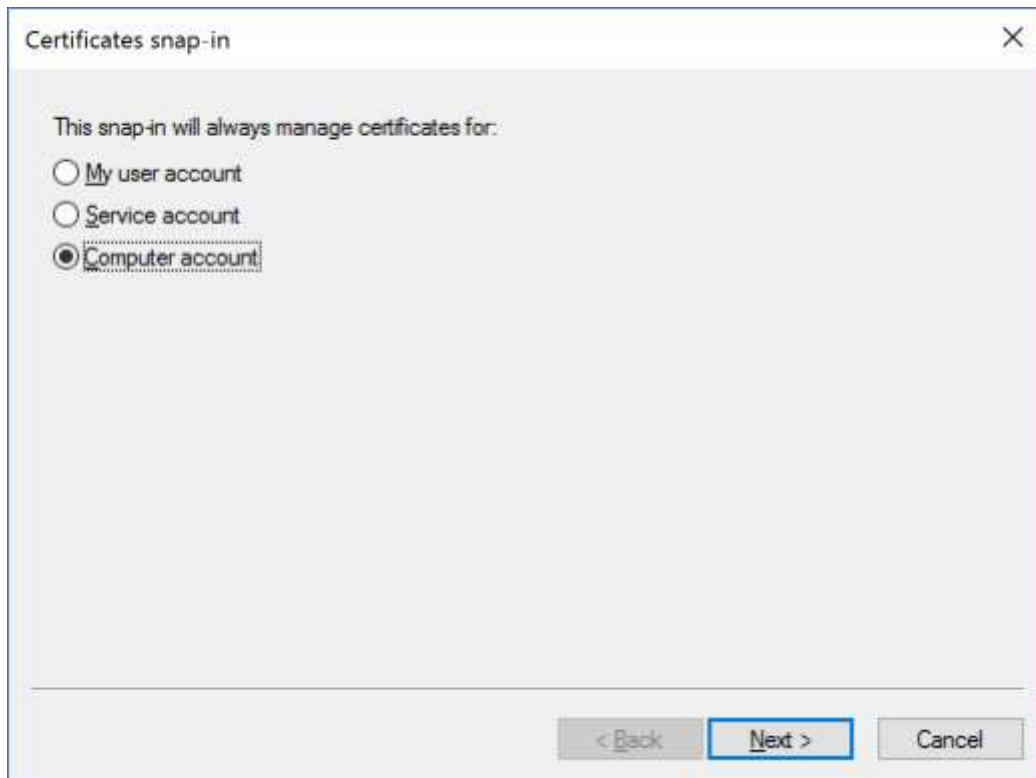 Certificates snap-in
This snap-in will always manage certificates for:
My user account
Service account
Computer account
< Back Next > Cancel